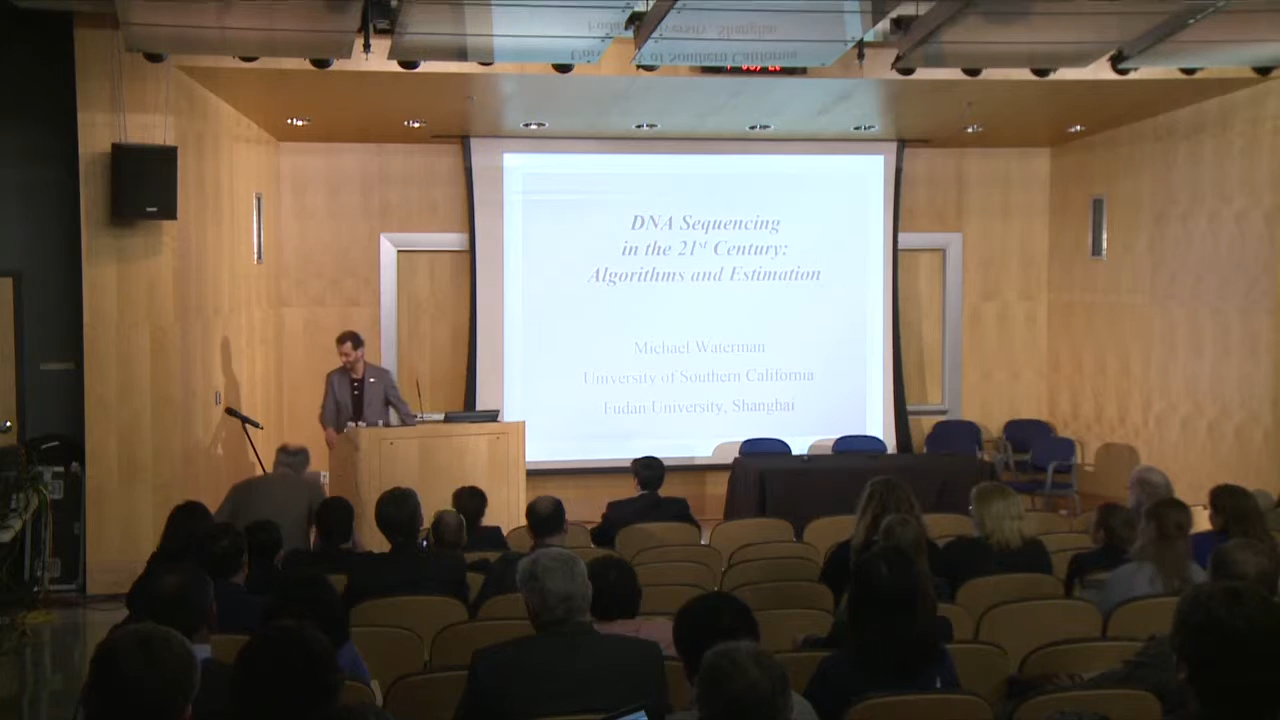 DNA Sequencing
in the 21st Century:
Algorithms and Estimation
Michael Waterman
University of Southern California
Fudan University, Shanghai